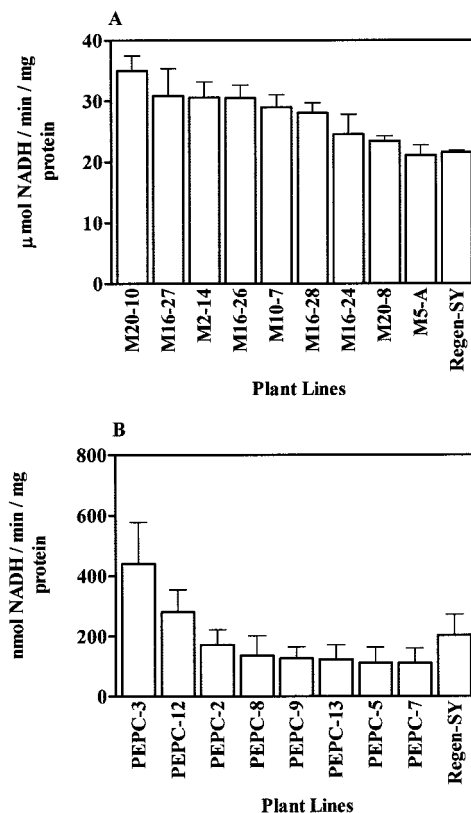 A
40
30
20
10
0
μ mol NADH / min / mg
protein
M20-10
M16-27
M2-14
M16-26
M10-7
M16-28
M16-24
M20-8
M5-A
Regen-SY
Plant Lines
B
800
600
400
200
0
nmol NADH / min / mg
protein
PEPC-3
PEPC-12
PEPC-2
PEPC-8
PEPC-9
PEPC-13
PEPC-5
PEPC-7
Regen-SY
Plant Lines